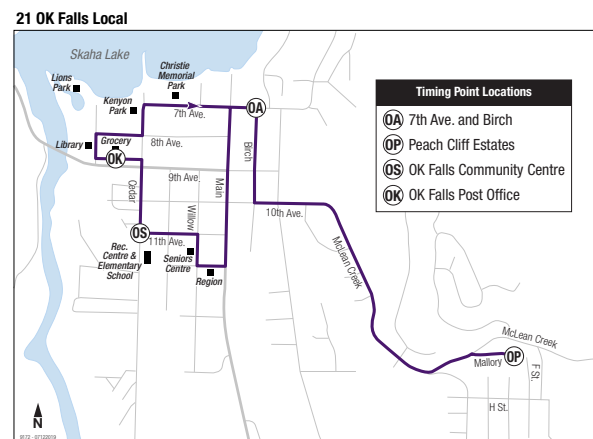 21 OK Falls Local
Skaha Lake
Lions
Park
Christie
Memorial
Park
Kenyon
Park
7th Ave.
OA
Timing Point Locations
OA 7th Ave. and Birch
OP Peach Cliff Estates
OS OK Falls Community Centre
OK OK Falls Post Office
Library
Grocery
OK
8th Ave.
Birch
9th Ave.
Cedar
Willow
Main
10th Ave.
OS
11th Ave.
Rec.
Centre &
Elementary
School
Seniors
Centre
Region
McLean Creek
McLean Creek
Mallory
OP
F St.
H St.
N